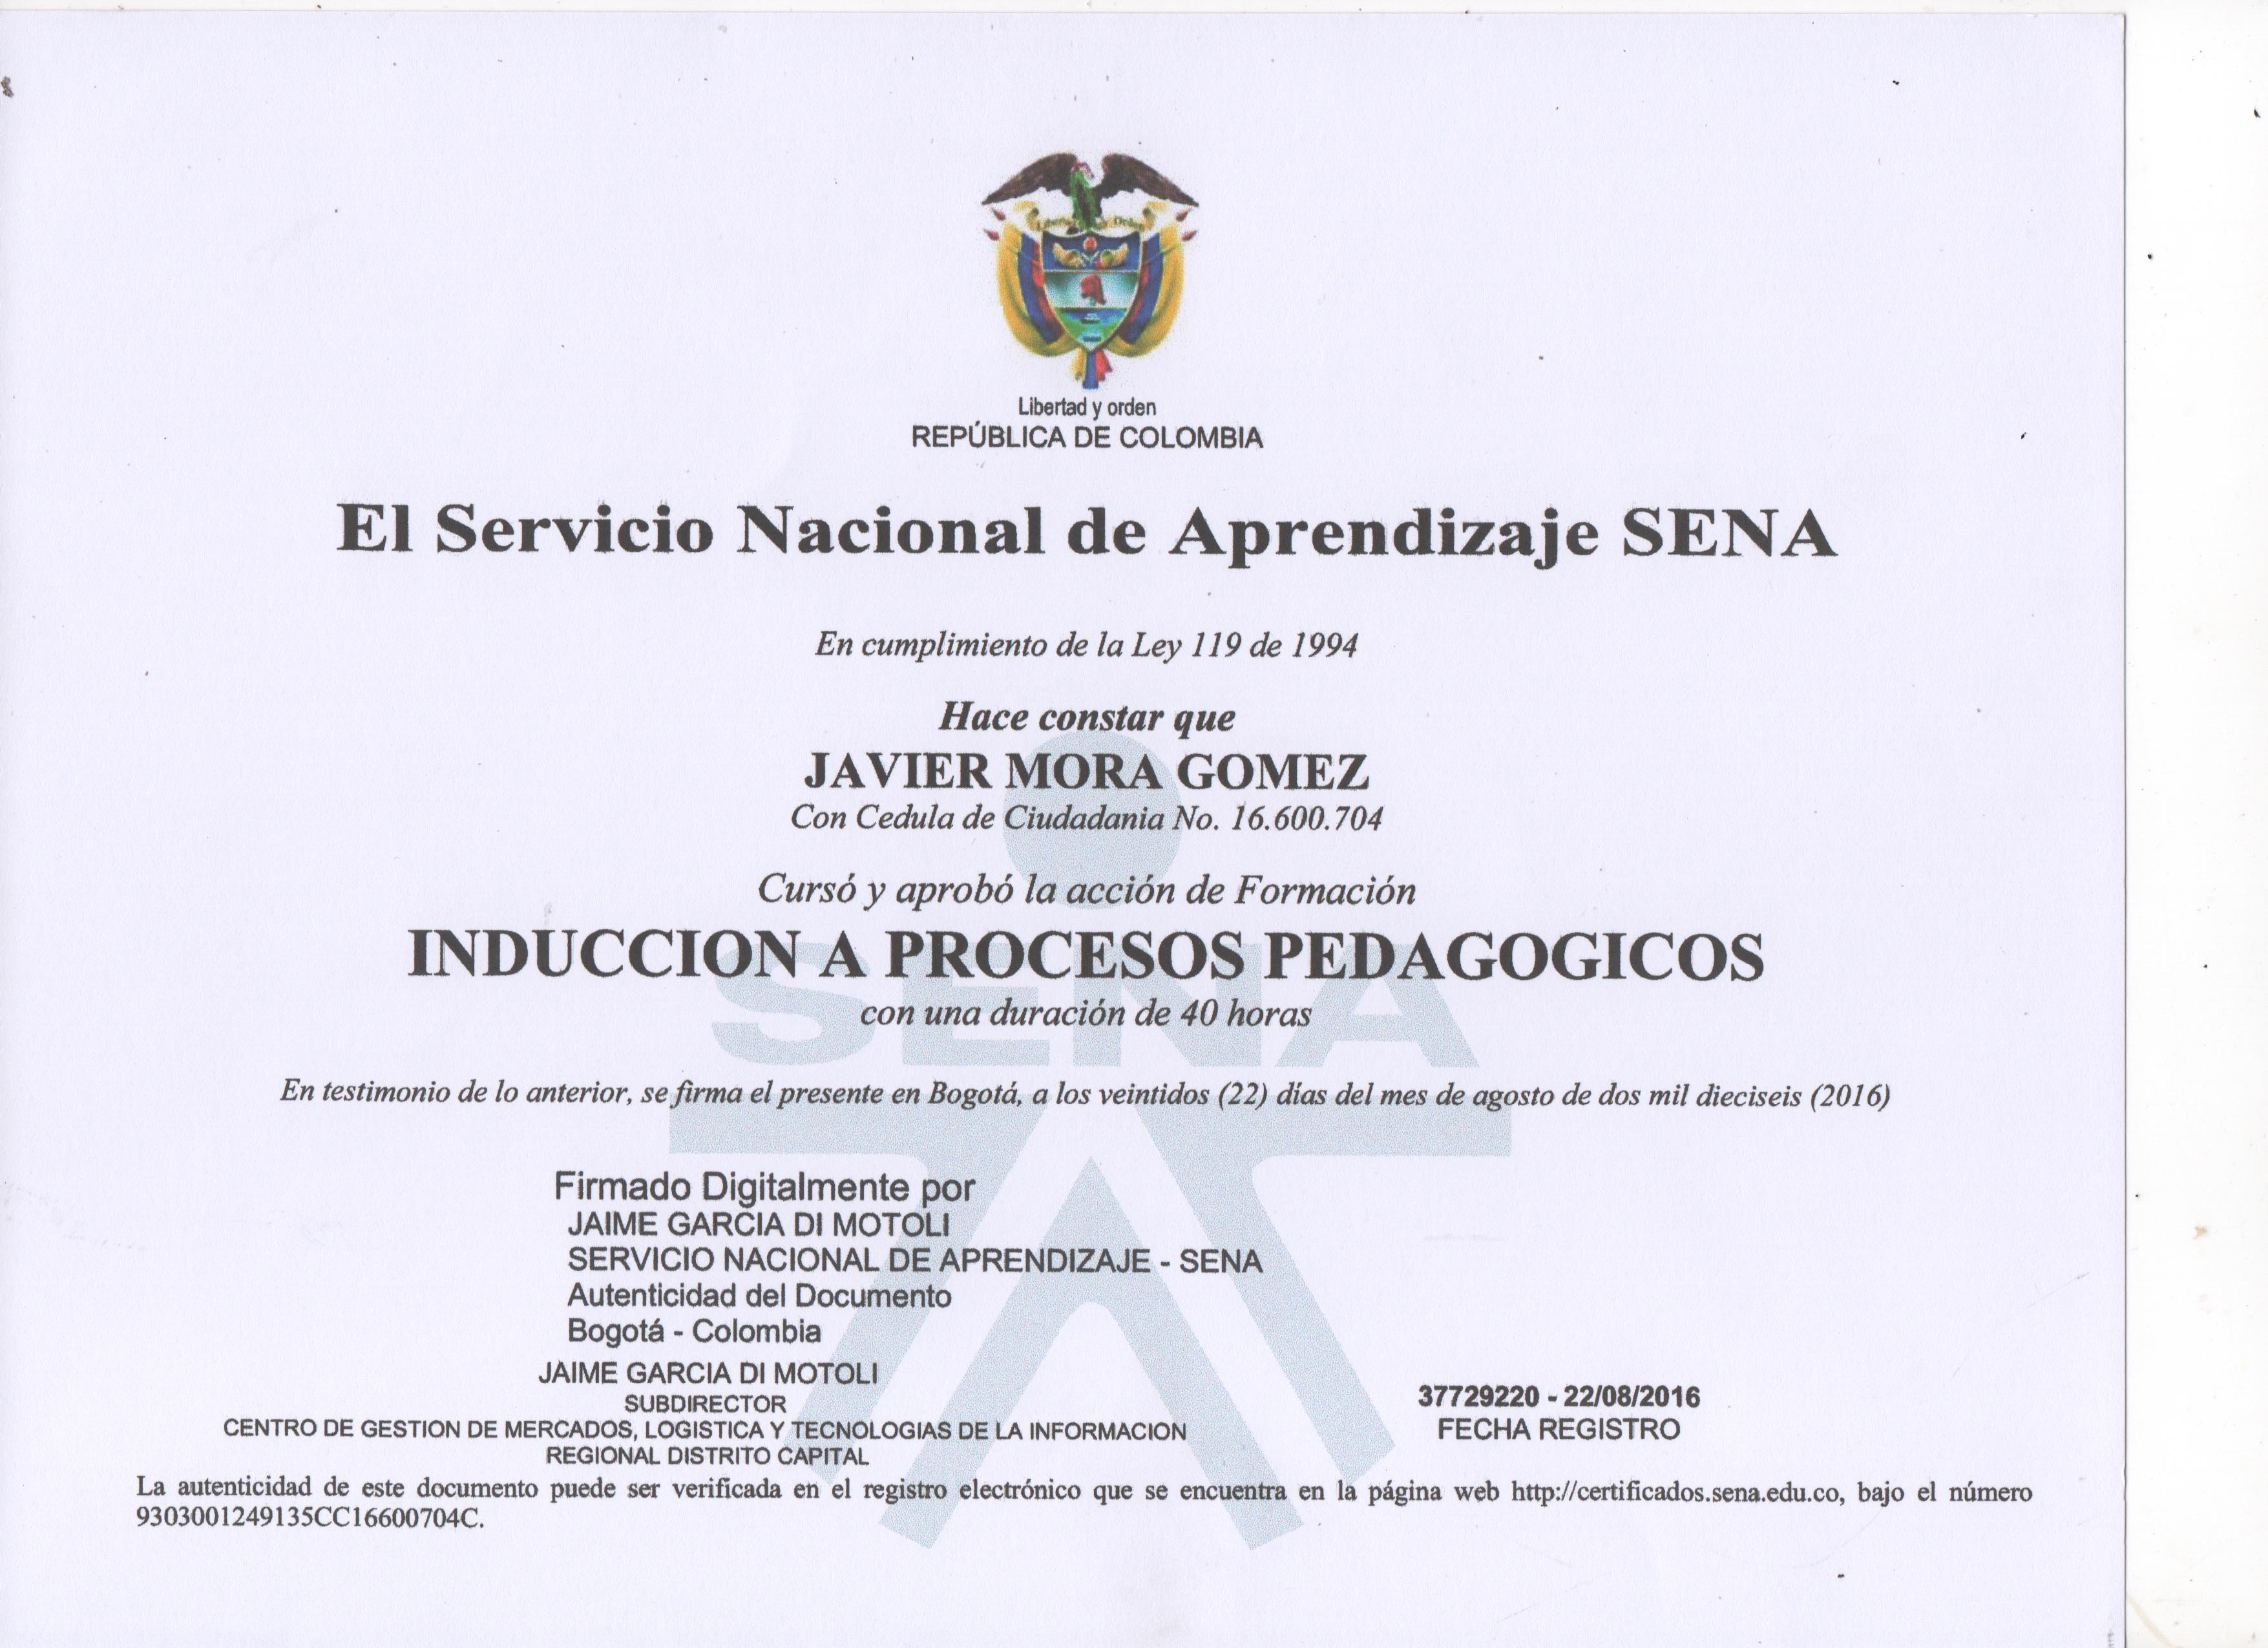 Libertad y Orden
Libertad y orden
REPÚBLICA DE COLOMBIA
El Servicio Nacional de Aprendizaje SENA
En cumplimiento de la Ley 119 de 1994
Hace constar que
JAVIER MORA GOMEZ
Con Cedula de Ciudadania No. 16.600.704
Cursó y aprobó la acción de Formación
INDUCCION A PROCESOS PEDAGOGICOS
SENA
con una duración de 40 horas
En testimonio de lo anterior, se firma el presente en Bogotá, a los veintidos (22) días del mes de agosto de dos mil dieciseis (2016)
Firmado Digitalmente por
JAIME GARCIA DI MOTOLI
SERVICIO NACIONAL DE APRENDIZAJE - SENA
Autenticidad del Documento
Bogotá - Colombia
JAIME GARCIA DI MOTOLI
SUBDIRECTOR
CENTRO DE GESTION DE MERCADOS, LOGISTICA Y TECNOLOGIAS DE LA INFORMACION
REGIONAL DISTRITO CAPITAL
37729220 - 22/08/2016
FECHA REGISTRO
La autenticidad de este documento puede ser verificada en el registro electrónico que se encuentra en la página web http://certificados.sena.edu.co, bajo el número
9303001249135CC16600704C.